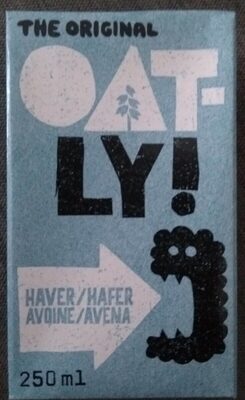 THE ORIGINAL
OAT-
LY!
HAVER/HAFER
AVOINE/AVENA
250 ml